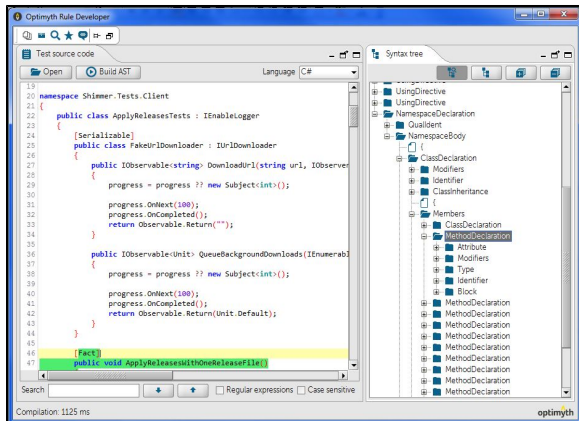 Optimyth Rule Developer
Test source code
Open
Build AST
Language C#
19
20 namespace Shimmer.Tests.Client
21 {
22 public class ApplyReleasesTests : IEnableLogger
23 {
24 [Serializable]
25 public class FakeUrlDownloader : IUrlDownloader
26 {
27 public IObservable<string> DownloadUrl(string url, IObserver
28 {
29 progress = progress ?? new Subject<int>();
30
31 progress.OnNext(100);
32 progress.OnCompleted();
33 return Observable.Return("");
34 }
35
36 public IObservable<Unit> QueueBackgroundDownloads(IEnumerabl
37 {
38 progress = progress ?? new Subject<int>();
39
40 progress.OnNext(100);
41 progress.OnCompleted();
42 return Observable.Return(Unit.Default);
43 }
44 }
45
46 [Fact]
47 public void ApplyReleasesWithOneReleaseFile()
Search
Regular expressions
Case sensitive
Syntax tree
UsingDirective
UsingDirective
UsingDirective
NamespaceDeclaration
QualIdent
NamespaceBody
{
ClassDeclaration
Modifiers
Identifier
ClassInheritance
{
Members
ClassDeclaration
MethodDeclaration
Attribute
Modifiers
Type
Identifier
Block
MethodDeclaration
MethodDeclaration
MethodDeclaration
MethodDeclaration
MethodDeclaration
MethodDeclaration
MethodDeclaration
MethodDeclaration
Compilation: 1125 ms
optimyth